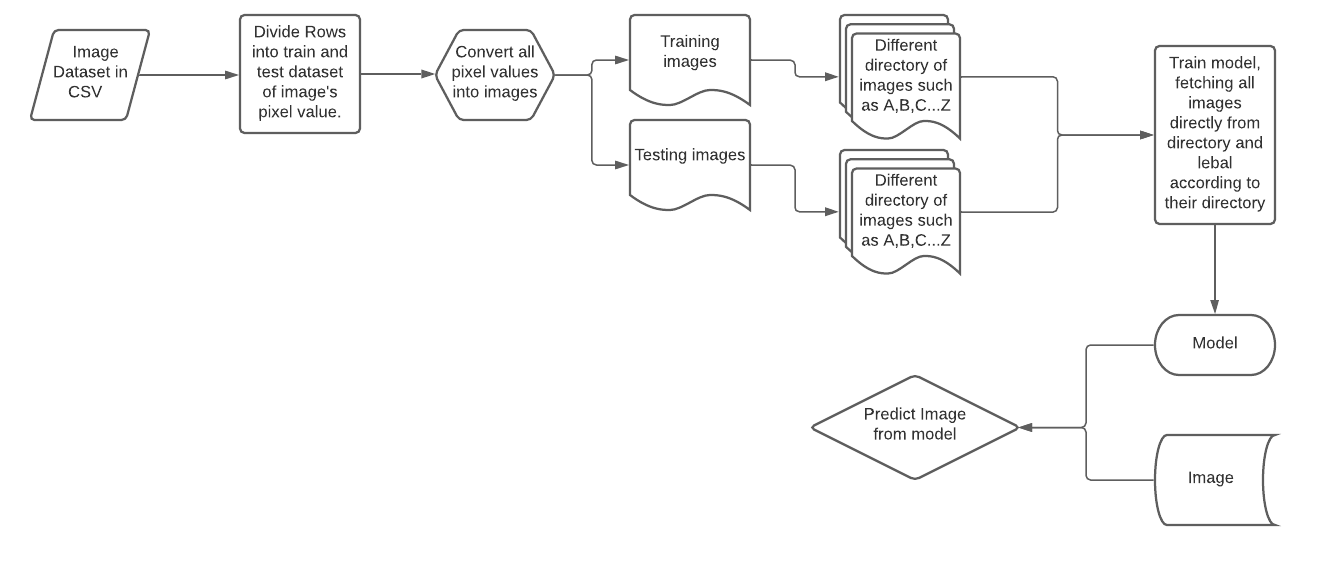 Image
Dataset in
CSV
Divide Rows
into train and
test dataset
of image's
pixel value.
Convert all
pixel values
into images
Training
images
Testing images
Different
directory of
images such
as A,B,C...Z
Different
directory of
images such
as A,B,C...Z
Train model,
fetching all
images
directly from
directory and
lebal
according to
their directory
Model
Predict Image
from model
Image